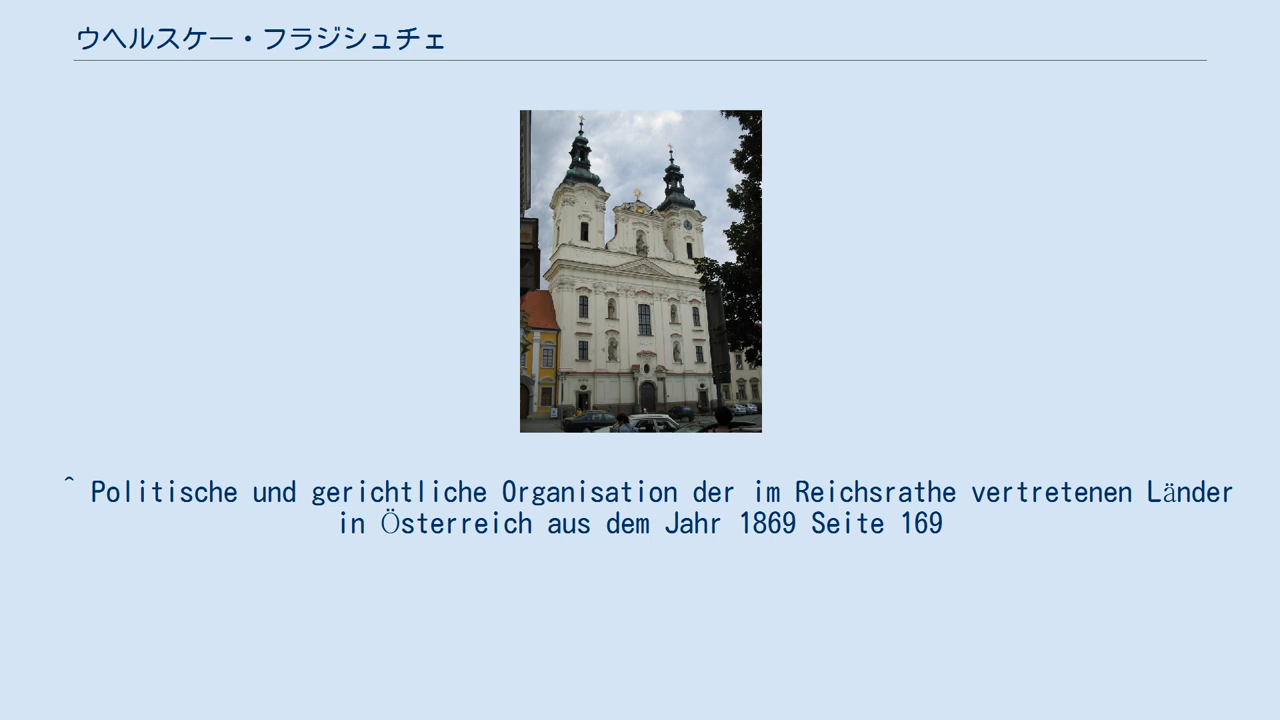 ウヘルスケー・フラジシュチェ
^ Politische und gerichtliche Organisation der im Reichsrathe vertretenen Länder
in Österreich aus dem Jahr 1869 Seite 169